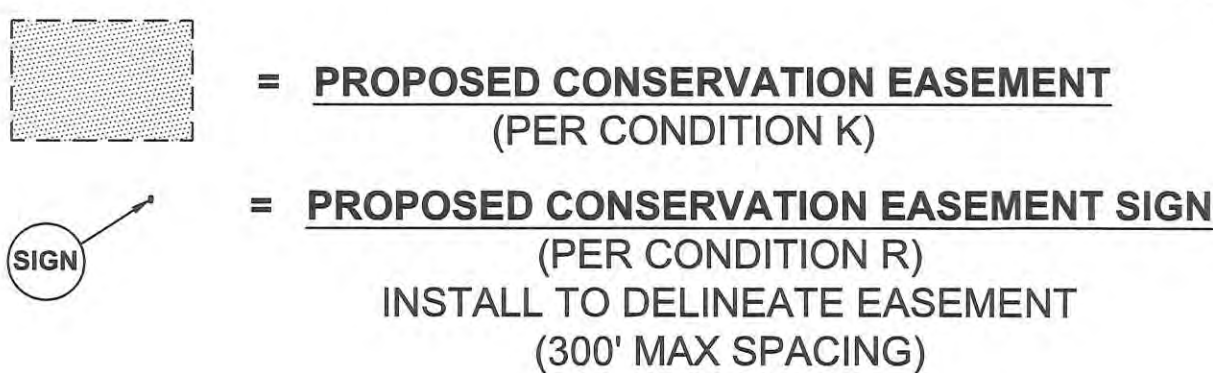 = PROPOSED CONSERVATION EASEMENT
(PER CONDITION K)
= PROPOSED CONSERVATION EASEMENT SIGN
SIGN
(PER CONDITION R)
INSTALL TO DELINEATE EASEMENT
(300' MAX SPACING)